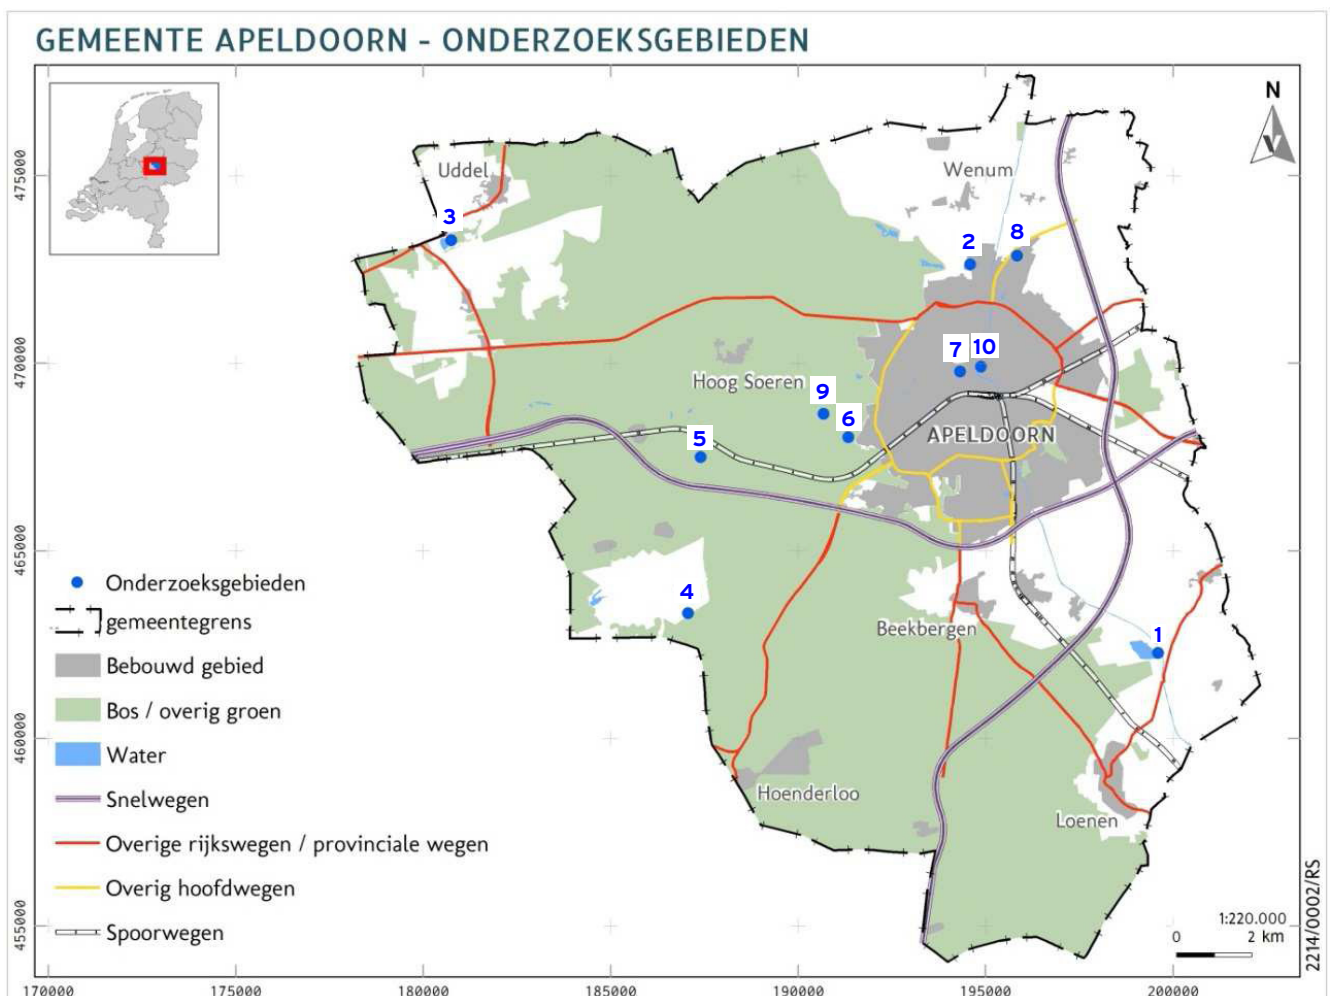 GEMEENTE APELDOORN - ONDERZOEKSGEBIEDEN
N
475000
470000
465000
460000
455000
Uddel
Wenum
3
2
8
7
10
Hoog Soeren
9
6
5
APELDOORN
4
Beekbergen
1
Hoenderloo
Loenen
Onderzoeksgebieden
gemeentegrens
Bebouwd gebied
Bos / overig groen
Water
Snelwegen
Overige rijkswegen / provinciale wegen
Overig hoofdwegen
Spoorwegen
1:220.000
0 2 km
2214/0002/RS
170000 175000 180000 185000 190000 195000 200000